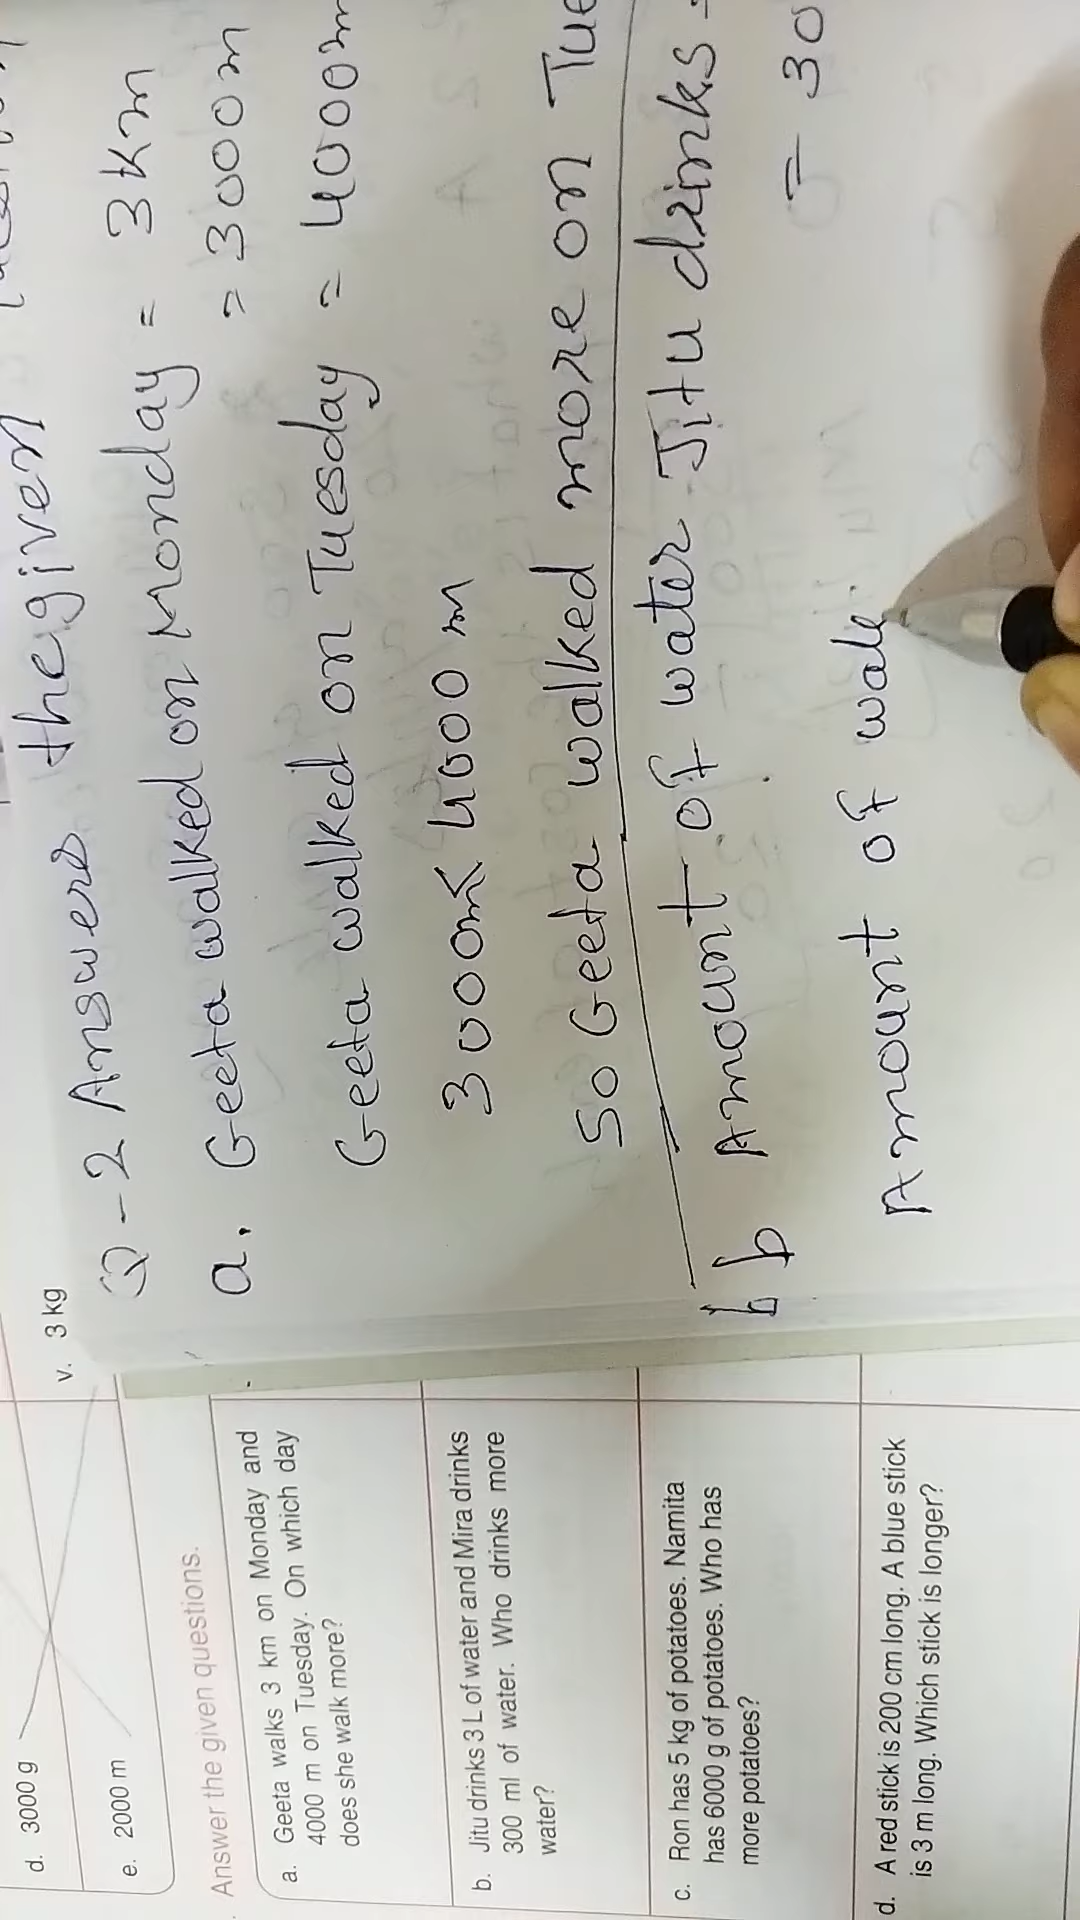 d. 3000 g
v. 3 kg
e. 2000 m
Answer the given questions.
a. Geeta walks 3 km on Monday and
4000 m on Tuesday. On which day
does she walk more?
b. Jitu drinks 3 L of water and Mira drinks
300 ml of water. Who drinks more
water?
c. Ron has 5 kg of potatoes. Namita
has 6000 g of potatoes. Who has
more potatoes?
d. A red stick is 200 cm long. A blue stick
is 3 m long. Which stick is longer?
Q-2 Answers the given
a. Geeta walked on Monday = 3 km
= 3000 m
Geeta walked on Tuesday = 4000 m
3000m < 4000 m
so Geeta walked more on Tue
b b Amount of water Jitu drinks =
= 30
Amount of wate